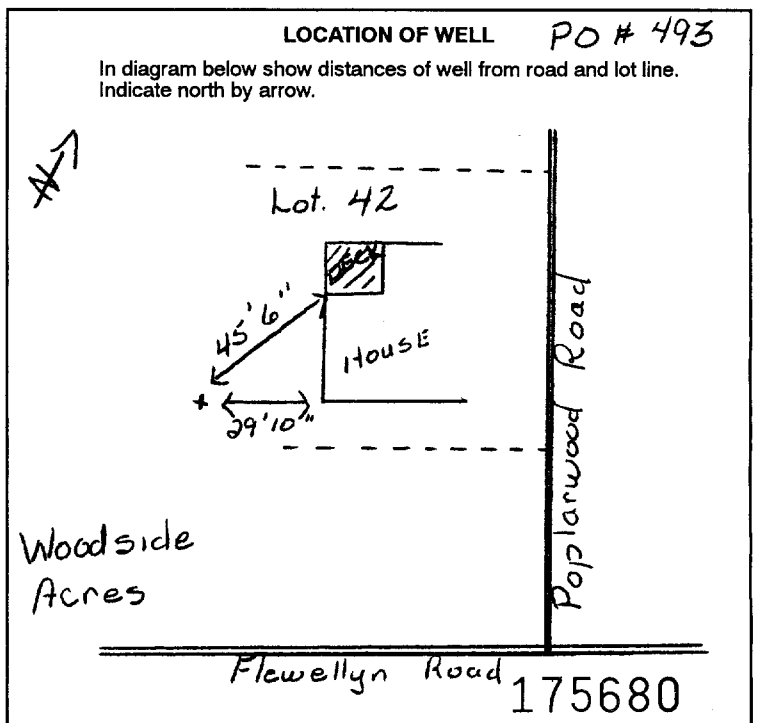 LOCATION OF WELL PO # 493
In diagram below show distances of well from road and lot line.
Indicate north by arrow.
N
Lot. 42
DECK
45' 6"
HOUSE
29'10"
Poplarwood Road
Woodside
Acres
Flewellyn Road
175680